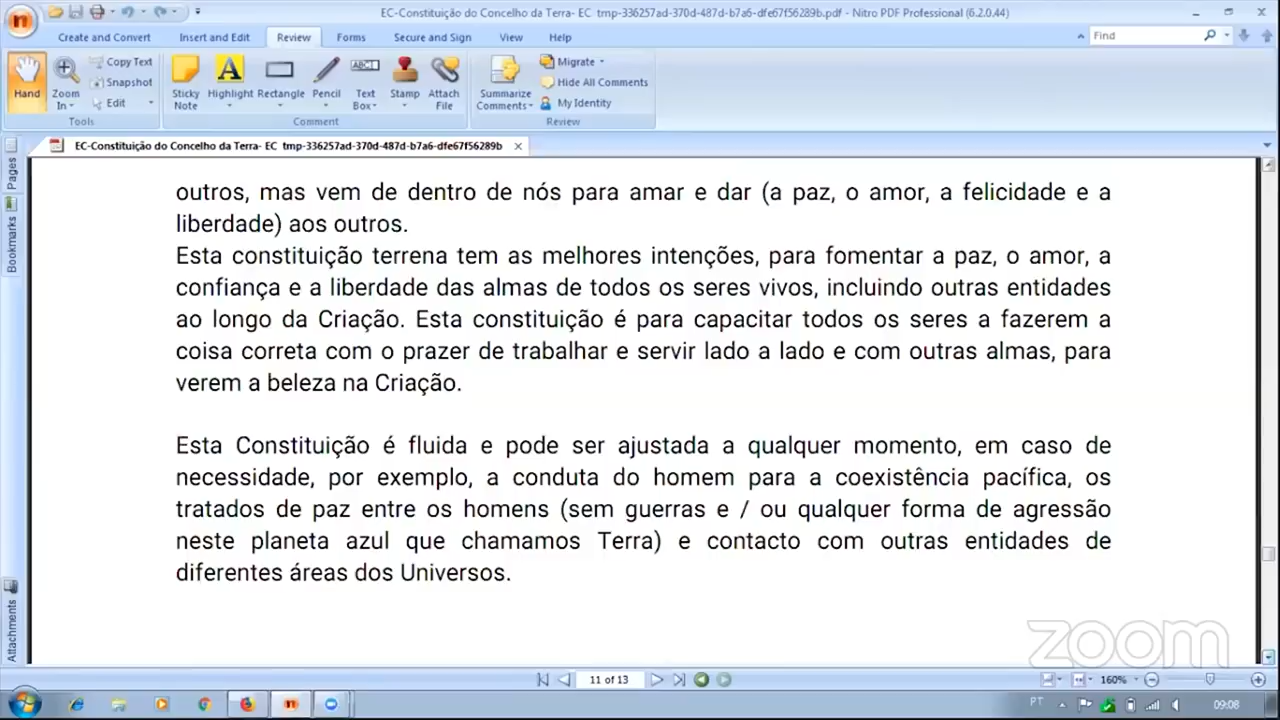 EC-Constituição do Concelho da Terra- EC tmp-336257ad-370d-487d-b7a6-dfe67f56289b.pdf - Nitro PDF Professional (6.2.0.44)
Create and Convert Insert and Edit Review Forms Secure and Sign View Help Find
Hand Zoom In Copy Text Snapshot Edit Sticky Note Highlight Rectangle Pencil Text Box Stamp Attach File Summarize Comments Migrate Hide All Comments My Identity
Tools Comment Review
EC-Constituição do Concelho da Terra- EC tmp-336257ad-370d-487d-b7a6-dfe67f56289b
Pages
Bookmarks
Attachments
outros, mas vem de dentro de nós para amar e dar (a paz, o amor, a felicidade e a
liberdade) aos outros.
Esta constituição terrena tem as melhores intenções, para fomentar a paz, o amor, a
confiança e a liberdade das almas de todos os seres vivos, incluindo outras entidades
ao longo da Criação. Esta constituição é para capacitar todos os seres a fazerem a
coisa correta com o prazer de trabalhar e servir lado a lado e com outras almas, para
verem a beleza na Criação.
Esta Constituição é fluida e pode ser ajustada a qualquer momento, em caso de
necessidade, por exemplo, a conduta do homem para a coexistência pacífica, os
tratados de paz entre os homens (sem guerras e / ou qualquer forma de agressão
neste planeta azul que chamamos Terra) e contacto com outras entidades de
diferentes áreas dos Universos.
zoom
11 of 13 160%
PT 09:08